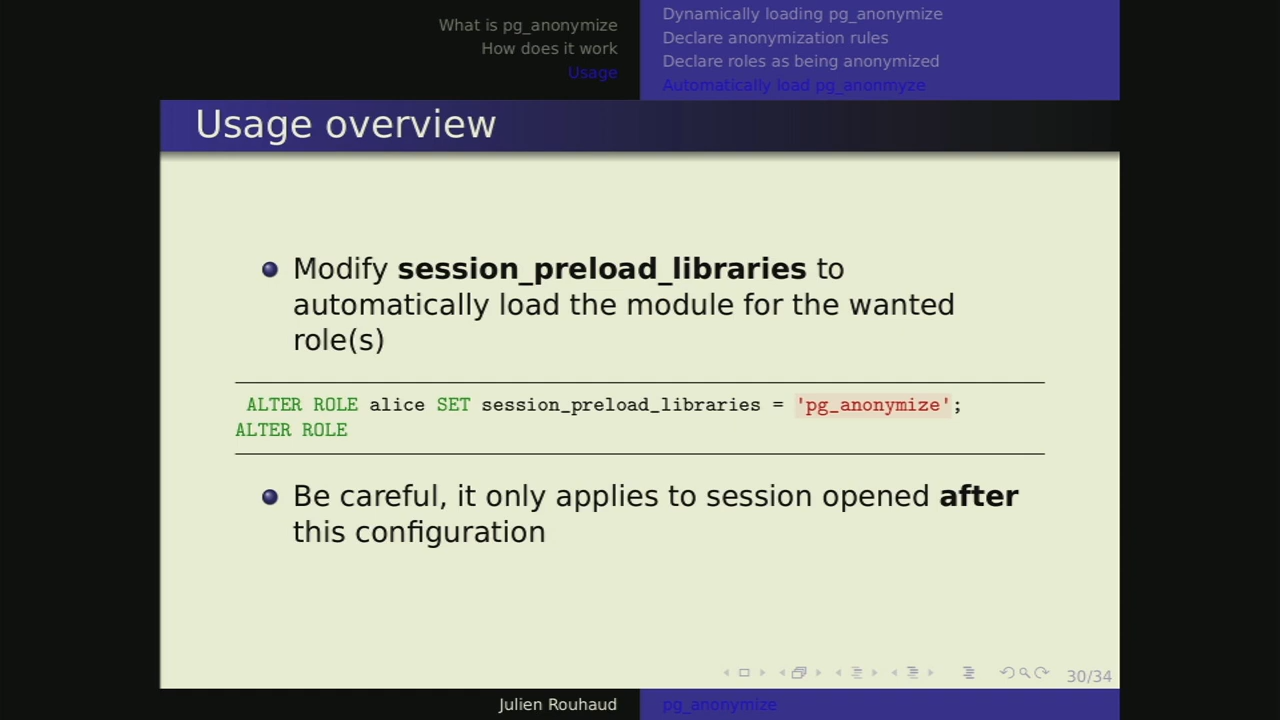 What is pg_anonymize
How does it work
Usage
Dynamically loading pg_anonymize
Declare anonymization rules
Declare roles as being anonymized
Automatically load pg_anonmyze
Usage overview
Modify session_preload_libraries to
automatically load the module for the wanted
role(s)
ALTER ROLE alice SET session_preload_libraries = 'pg_anonymize';
ALTER ROLE
Be careful, it only applies to session opened after
this configuration
30/34
Julien Rouhaud
pg_anonymize